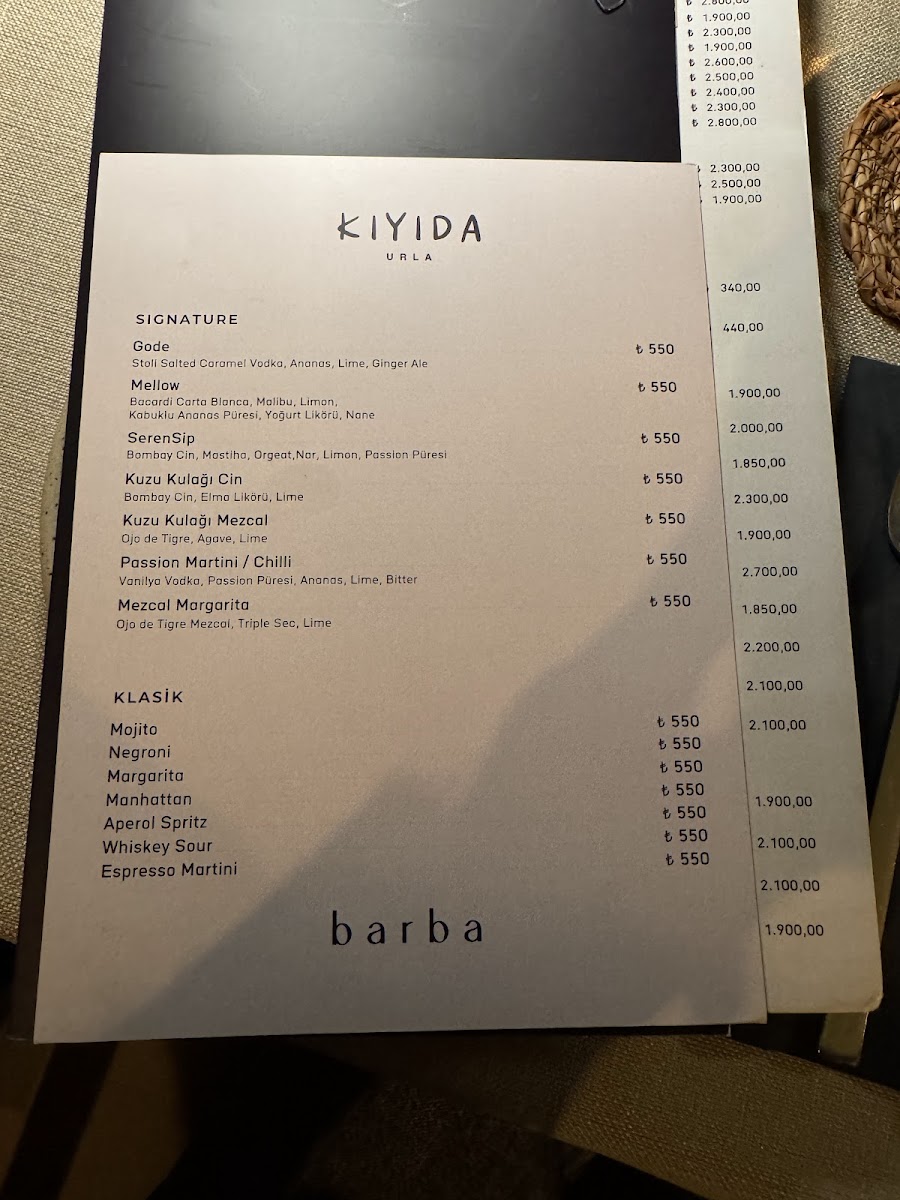 KIYIDA
URLA
SIGNATURE
Gode ₺ 550
Stoli Salted Caramel Vodka, Ananas, Lime, Ginger Ale
Mellow ₺ 550
Bacardi Carta Blanca, Malibu, Limon,
Kabuklu Ananas Püresi, Yoğurt Likörü, Nane
SerenSip ₺ 550
Bombay Cin, Mastiha, Orgeat,Nar, Limon, Passion Püresi
Kuzu Kulağı Cin ₺ 550
Bombay Cin, Elma Likörü, Lime
Kuzu Kulağı Mezcal ₺ 550
Ojo de Tigre, Agave, Lime
Passion Martini / Chilli ₺ 550
Vanilya Vodka, Passion Püresi, Ananas, Lime, Bitter
Mezcal Margarita ₺ 550
Ojo de Tigre Mezcal, Triple Sec, Lime
KLASİK
Mojito ₺ 550
Negroni ₺ 550
Margarita ₺ 550
Manhattan ₺ 550
Aperol Spritz ₺ 550
Whiskey Sour ₺ 550
Espresso Martini ₺ 550
barba
₺ 2.800,00
₺ 1.900,00
₺ 2.300,00
₺ 1.900,00
₺ 2.600,00
₺ 2.500,00
₺ 2.400,00
₺ 2.300,00
₺ 2.800,00
2.300,00
2.500,00
1.900,00
340,00
440,00
1.900,00
2.000,00
1.850,00
2.300,00
1.900,00
2.700,00
1.850,00
2.200,00
2.100,00
2.100,00
1.900,00
2.100,00
2.100,00
1.900,00